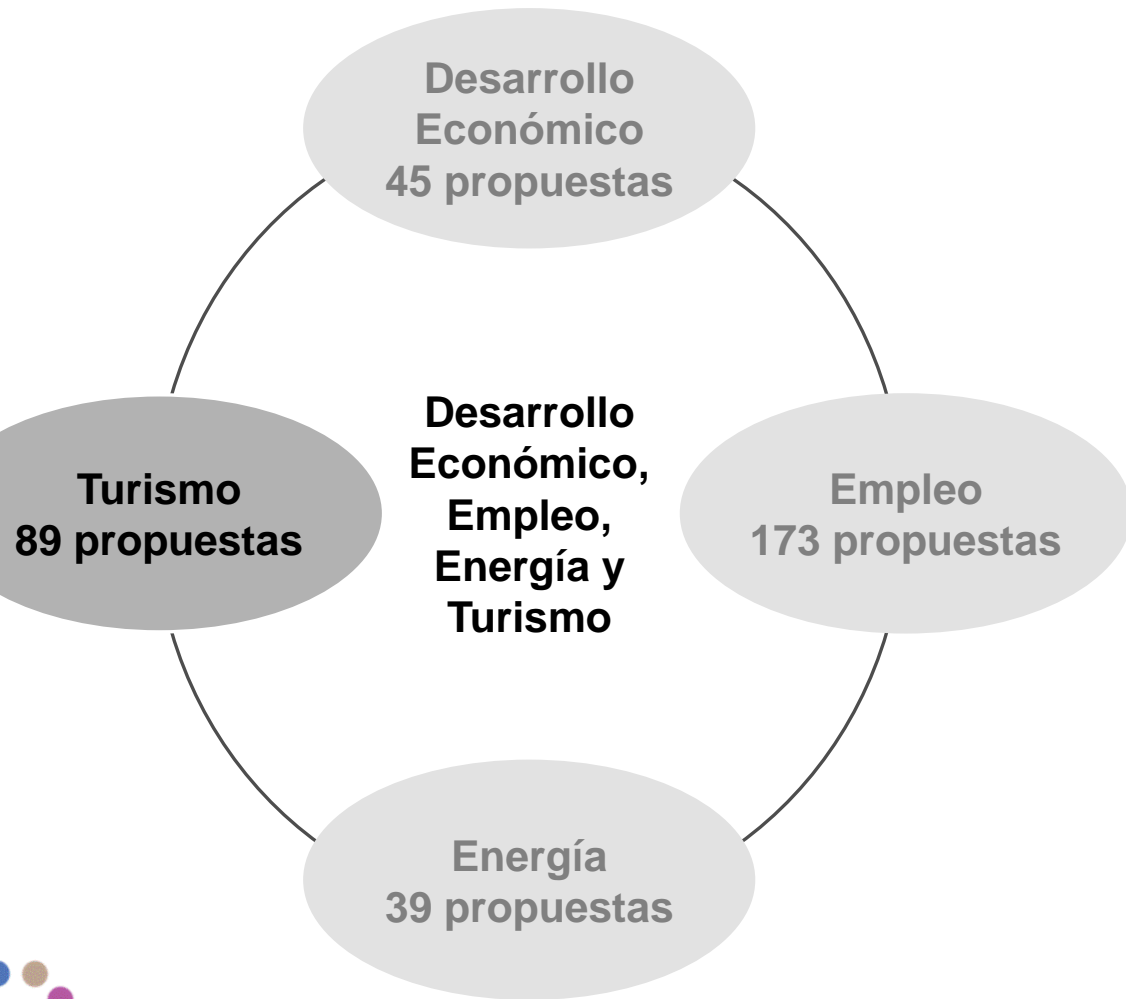 Desarrollo
Económico
45 propuestas
Turismo
89 propuestas
Desarrollo
Económico,
Empleo,
Energía y
Turismo
Empleo
173 propuestas
Energía
39 propuestas